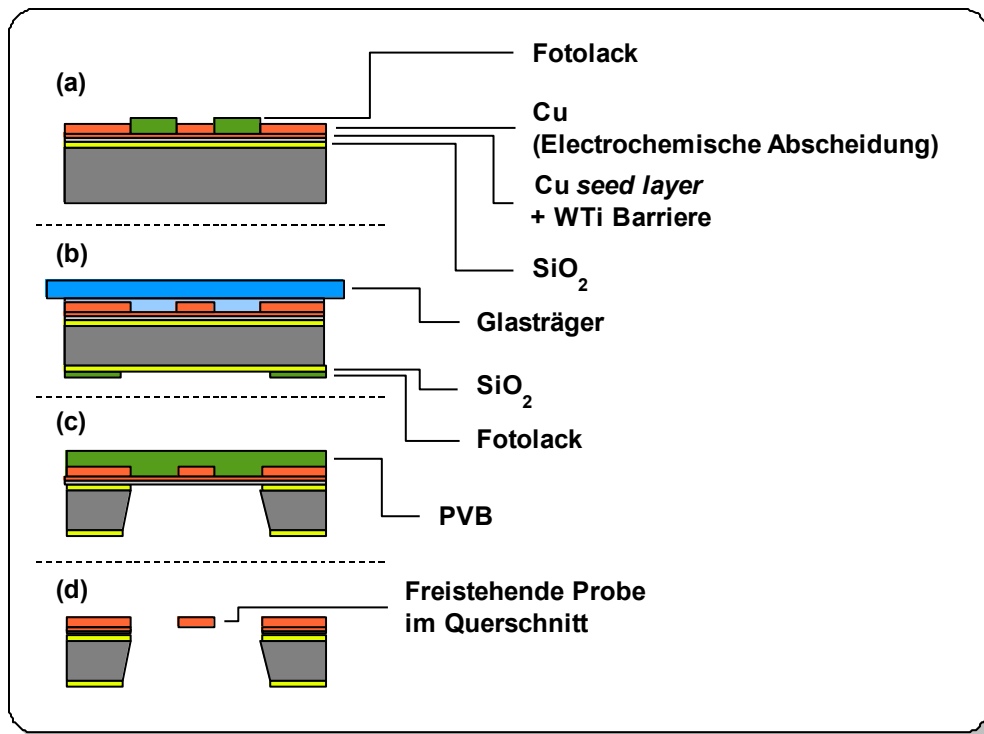 (a)
Fotolack
Cu
(Electrochemische Abscheidung)
Cu seed layer
+ WTi Barriere
SiO2
(b)
Glasträger
SiO2
Fotolack
(c)
PVB
(d)
Freistehende Probe
im Querschnitt